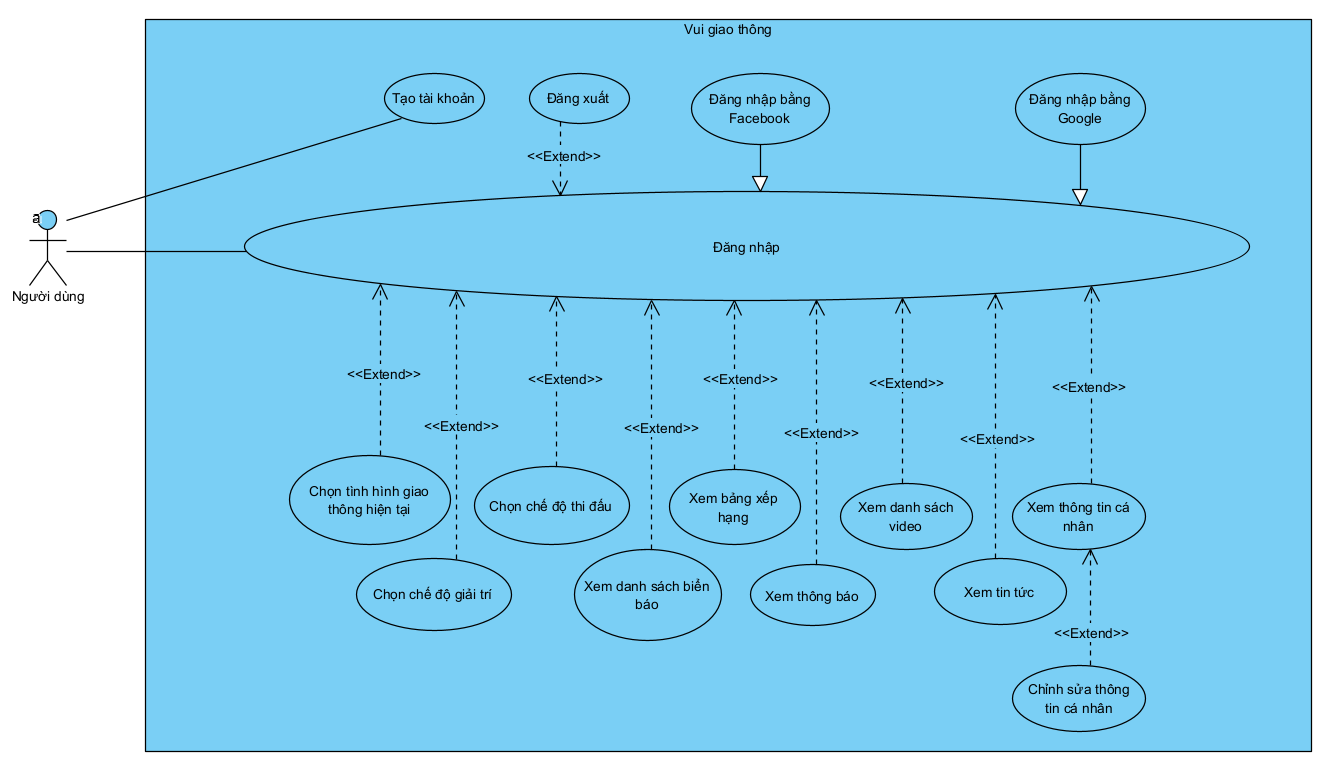 Vui giao thông
Tạo tài khoản
Đăng xuất
Đăng nhập bằng
Facebook
Đăng nhập bằng
Google
<<Extend>>
a
Người dùng
Đăng nhập
<<Extend>>
<<Extend>>
<<Extend>>
<<Extend>>
<<Extend>>
<<Extend>>
<<Extend>>
<<Extend>>
<<Extend>>
Chọn tình hình giao
thông hiện tại
Chọn chế độ thi đấu
Xem bảng xếp
hạng
Xem danh sách
video
Xem thông tin cá
nhân
Chọn chế độ giải trí
Xem danh sách biển
báo
Xem thông báo
Xem tin tức
<<Extend>>
Chỉnh sửa thông
tin cá nhân